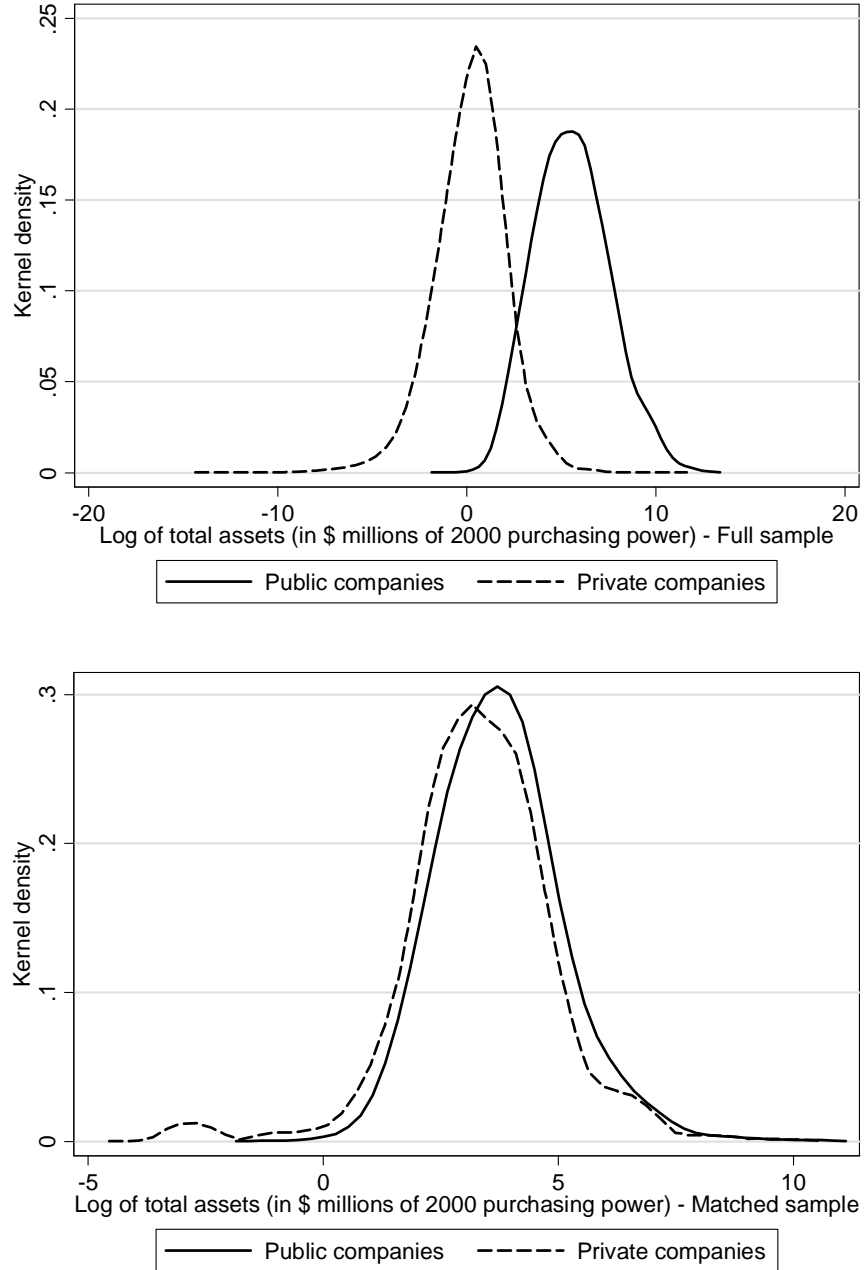 .25
.2
.15
.1
.05
0
Kernel density
-20 -10 0 10 20
Log of total assets (in $ millions of 2000 purchasing power) - Full sample
Public companies Private companies
.3
.2
.1
0
Kernel density
-5 0 5 10
Log of total assets (in $ millions of 2000 purchasing power) - Matched sample
Public companies Private companies